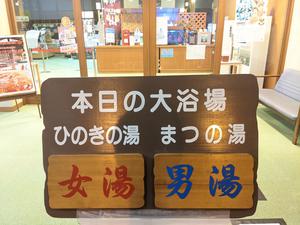 本日の大浴場
ひのきの湯 まつの湯
女湯 男湯